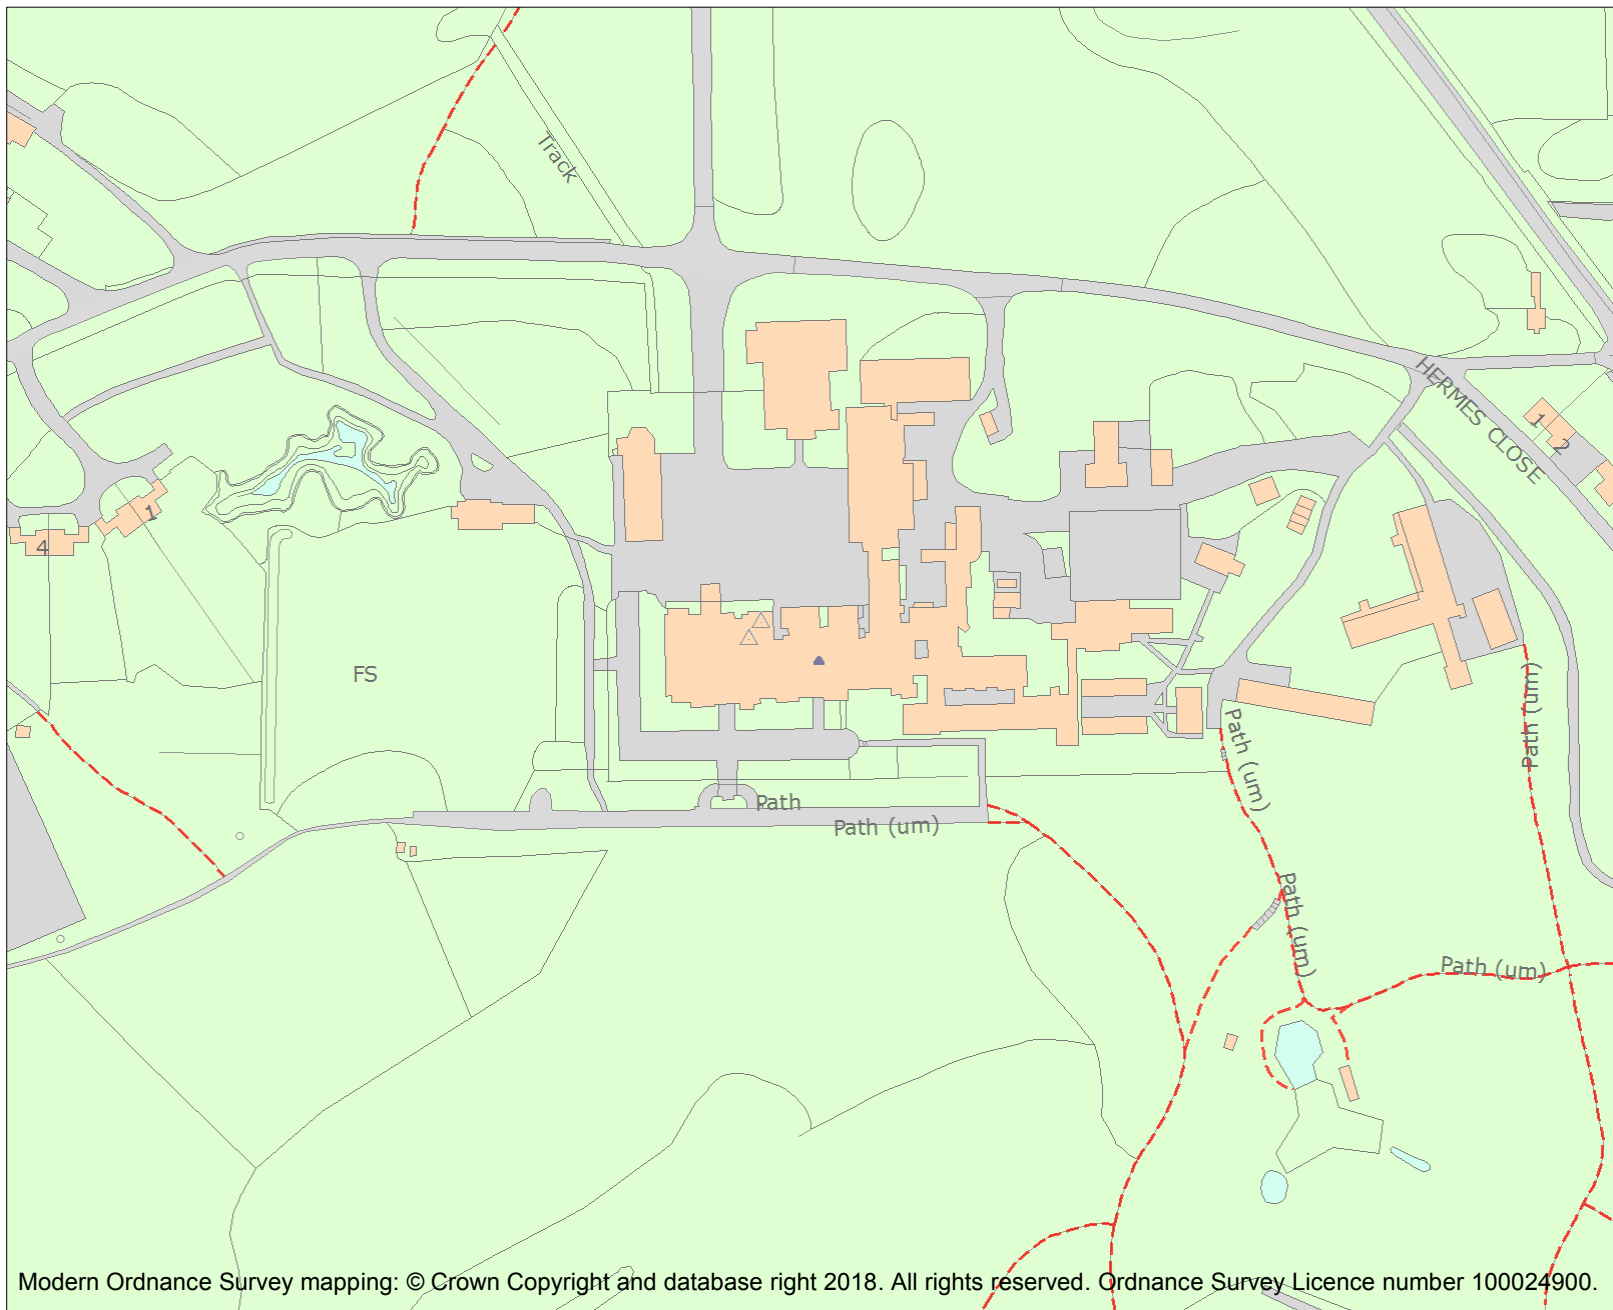 Track
HERMES CLOSE
1
2
1
4
FS
Path (um)
Path (um)
Path
Path (um)
Path (um)
Path (um)
Modern Ordnance Survey mapping: © Crown Copyright and database right 2018. All rights reserved. Ordnance Survey Licence number 100024900.